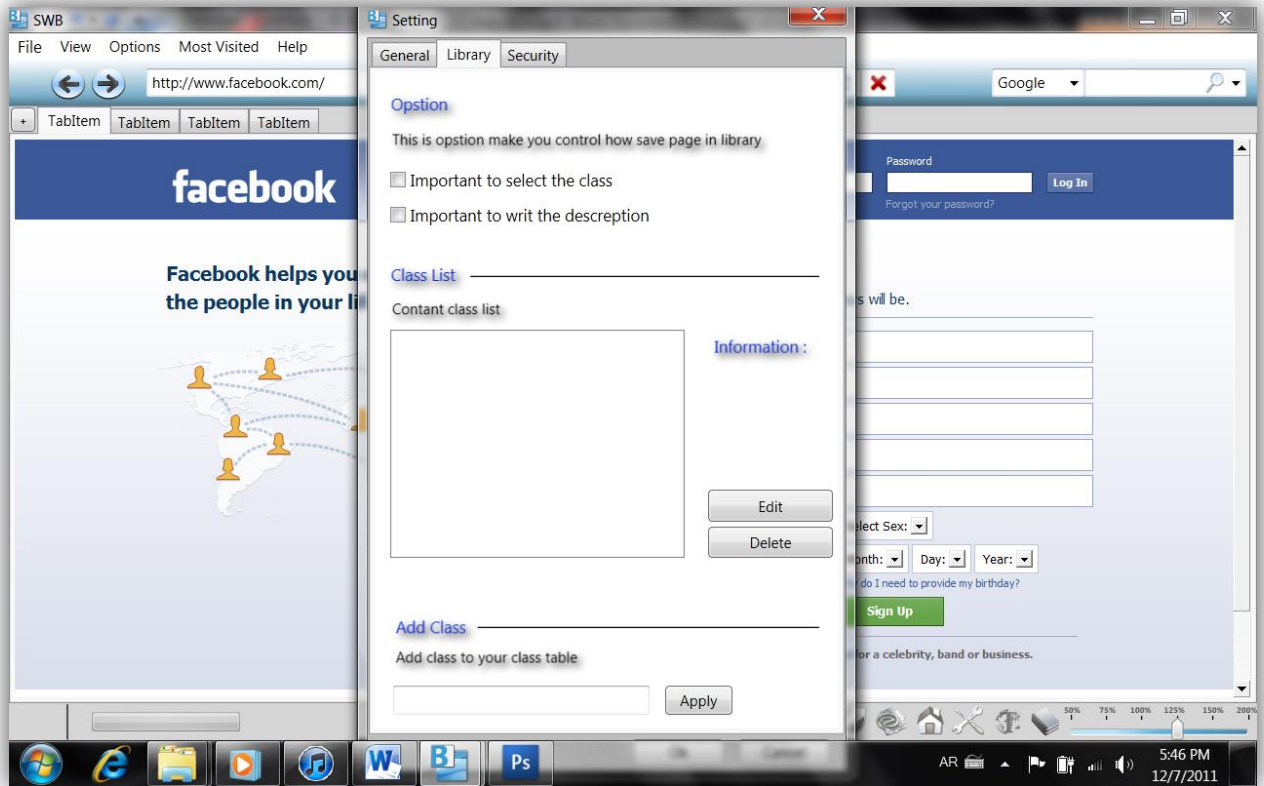 SWB
Setting
File View Options Most Visited Help
General Library Security
http://www.facebook.com/
Google
+ TabItem TabItem TabItem TabItem
Opstion
This is opstion make you control how save page in library
Important to select the class
Important to writ the descreption
facebook
Password
Log In
Forgot your password?
Facebook helps you
the people in your li
s will be.
Class List
Contant class list
Information :
Edit
Delete
elect Sex:
onth: Day: Year:
do I need to provide my birthday?
Sign Up
for a celebrity, band or business.
Add Class
Add class to your class table
Apply
50% 75% 100% 125% 150% 200%
Ok Cancel
W
Ps
AR
5:46 PM
12/7/2011